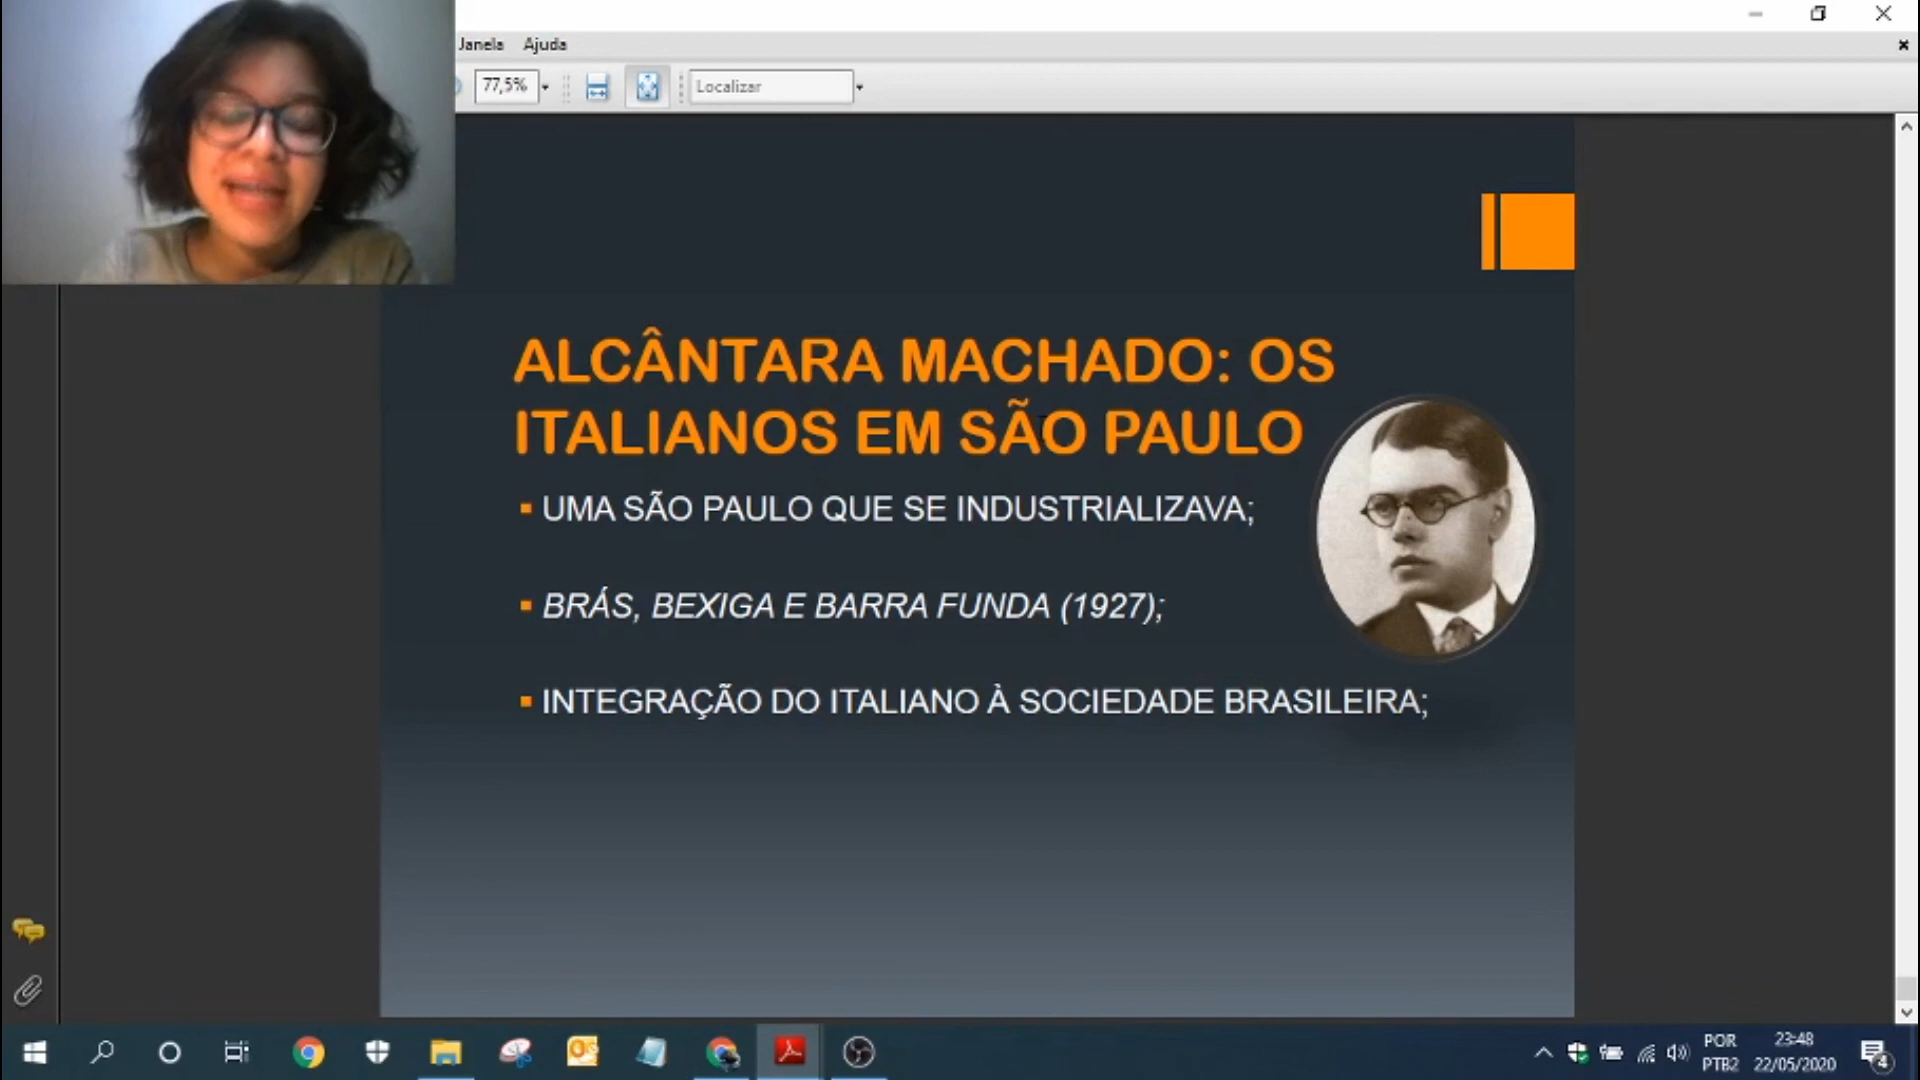 Janela Ajuda
77,5%
Localizar
ALCÂNTARA MACHADO: OS
ITALIANOS EM SÃO PAULO
▪ UMA SÃO PAULO QUE SE INDUSTRIALIZAVA;
▪ BRÁS, BEXIGA E BARRA FUNDA (1927);
▪ INTEGRAÇÃO DO ITALIANO À SOCIEDADE BRASILEIRA;
POR
PTB2
23:48
22/05/2020
4